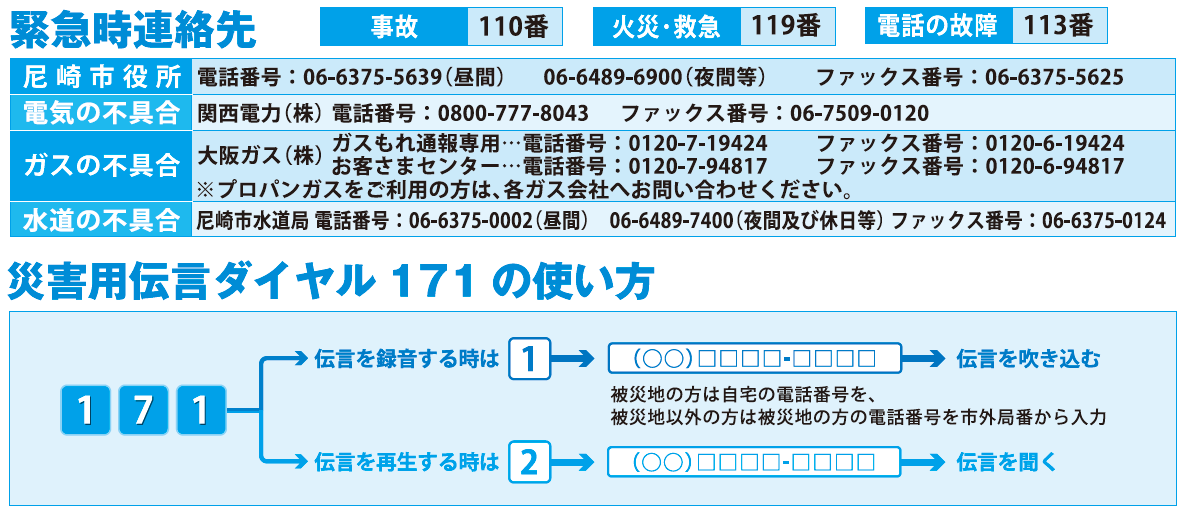 緊急時連絡先 事故 110番 火災・救急 119番 電話の故障 113番
尼崎市役所 電話番号：06-6375-5639（昼間） 06-6489-6900（夜間等） ファックス番号：06-6375-5625
電気の不具合 関西電力（株） 電話番号：0800-777-8043 ファックス番号：06-7509-0120
ガスの不具合 大阪ガス（株） ガスもれ通報専用…電話番号：0120-7-19424 ファックス番号：0120-6-19424
お客さまセンター…電話番号：0120-7-94817 ファックス番号：0120-6-94817
※プロパンガスをご利用の方は、各ガス会社へお問い合わせください。
水道の不具合 尼崎市水道局 電話番号：06-6375-0002（昼間） 06-6489-7400（夜間及び休日等） ファックス番号：06-6375-0124
災害用伝言ダイヤル 171 の使い方
171
伝言を録音する時は 1 （○○）□□□□-□□□□ 伝言を吹き込む
被災地の方は自宅の電話番号を、
被災地以外の方は被災地の方の電話番号を市外局番から入力
伝言を再生する時は 2 （○○）□□□□-□□□□ 伝言を聞く